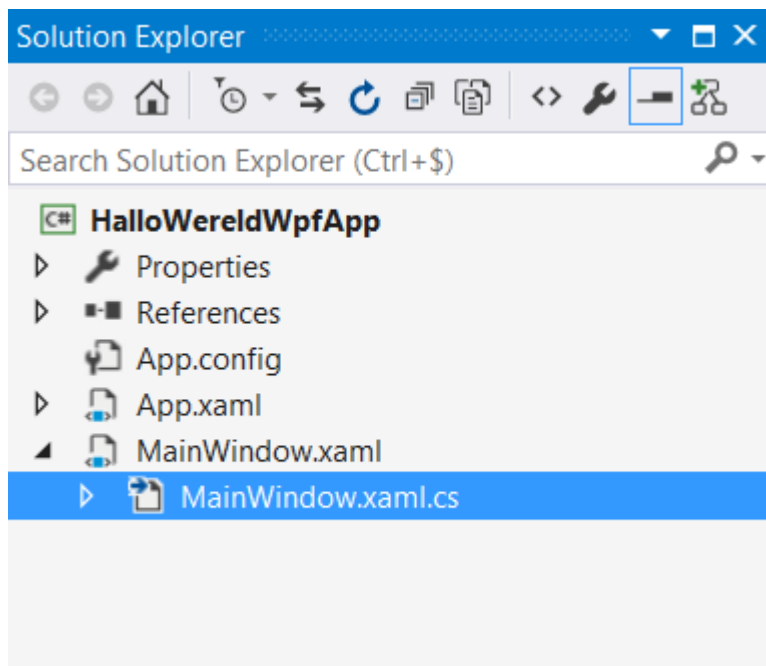 Solution Explorer
Search Solution Explorer (Ctrl+$)
C# HalloWereldWpfApp
Properties
References
App.config
App.xaml
MainWindow.xaml
MainWindow.xaml.cs